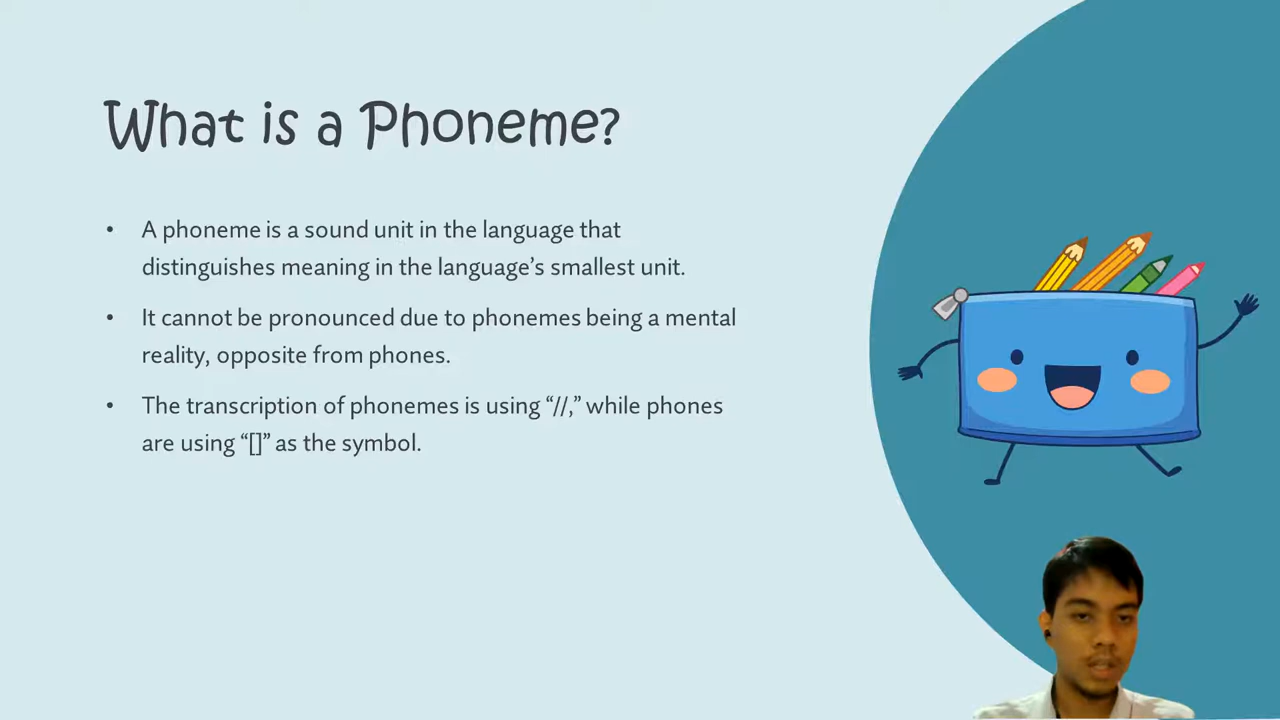 What is a Phoneme?
• A phoneme is a sound unit in the language that
distinguishes meaning in the language’s smallest unit.
• It cannot be pronounced due to phonemes being a mental
reality, opposite from phones.
• The transcription of phonemes is using “//,” while phones
are using “[]” as the symbol.